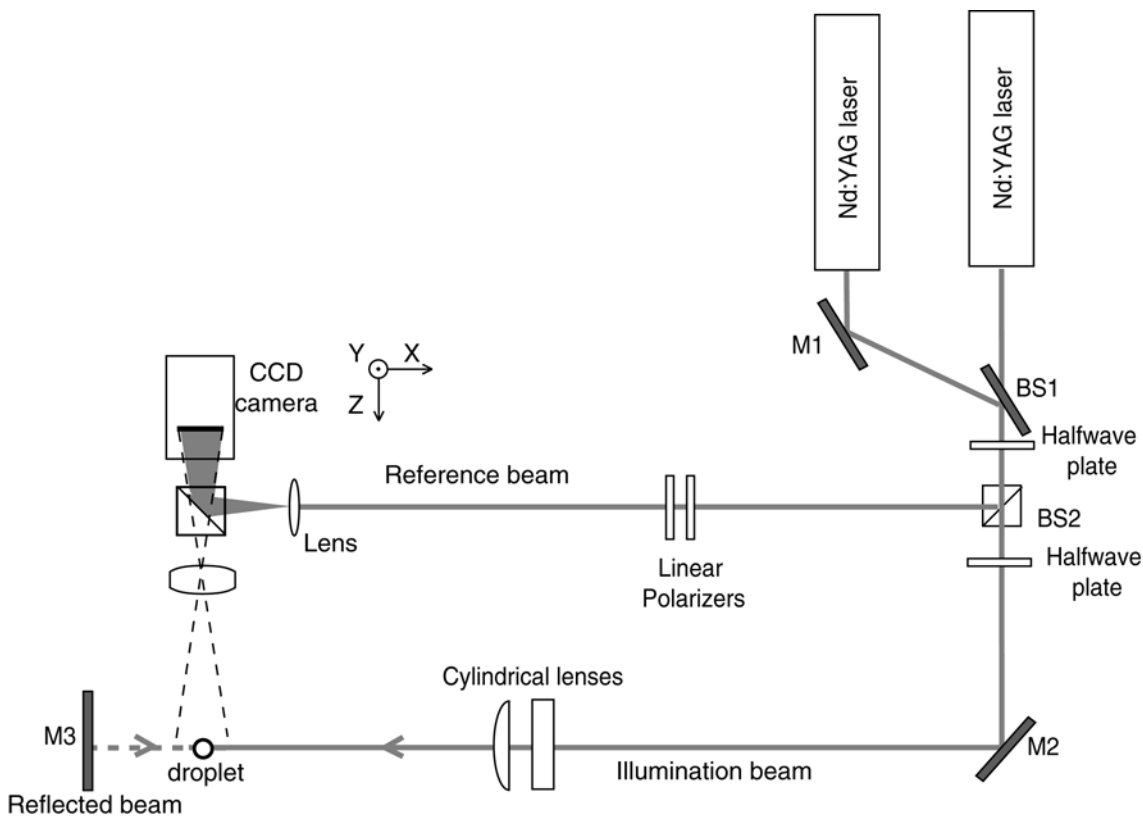 Nd:YAG laser
Nd:YAG laser
M1
BS1
Halfwave
plate
CCD
camera
Y
X
Z
Reference beam
BS2
Lens
Linear
Polarizers
Halfwave
plate
Cylindrical lenses
M3
droplet
Illumination beam
M2
Reflected beam